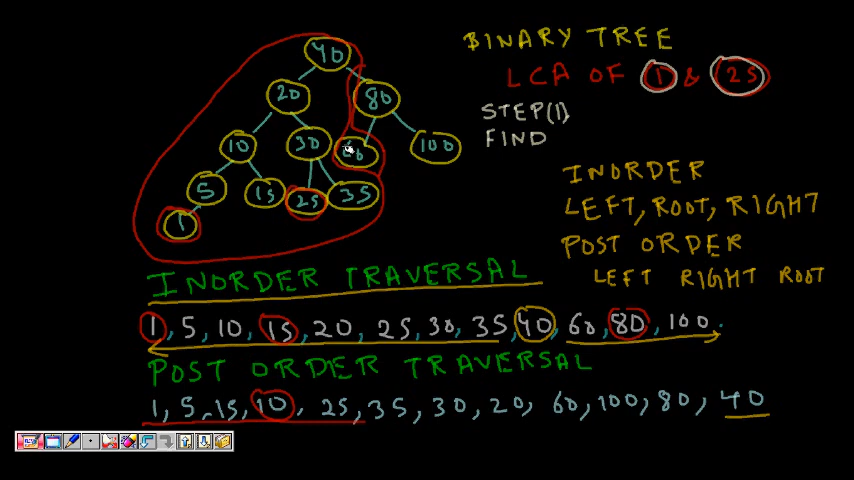 40
BINARY TREE
LCA OF 1 & 25
20
80
STEP(1)
FIND
10
30
100
5
15
25
35
1
INORDER
LEFT, ROOT, RIGHT
POST ORDER
LEFT RIGHT ROOT
INORDER TRAVERSAL
1, 5, 10, 15, 20, 25, 30, 35, 40, 60, 80, 100.
POST ORDER TRAVERSAL
1, 5, 15, 10, 25, 35, 30, 20, 60, 100, 80, 40